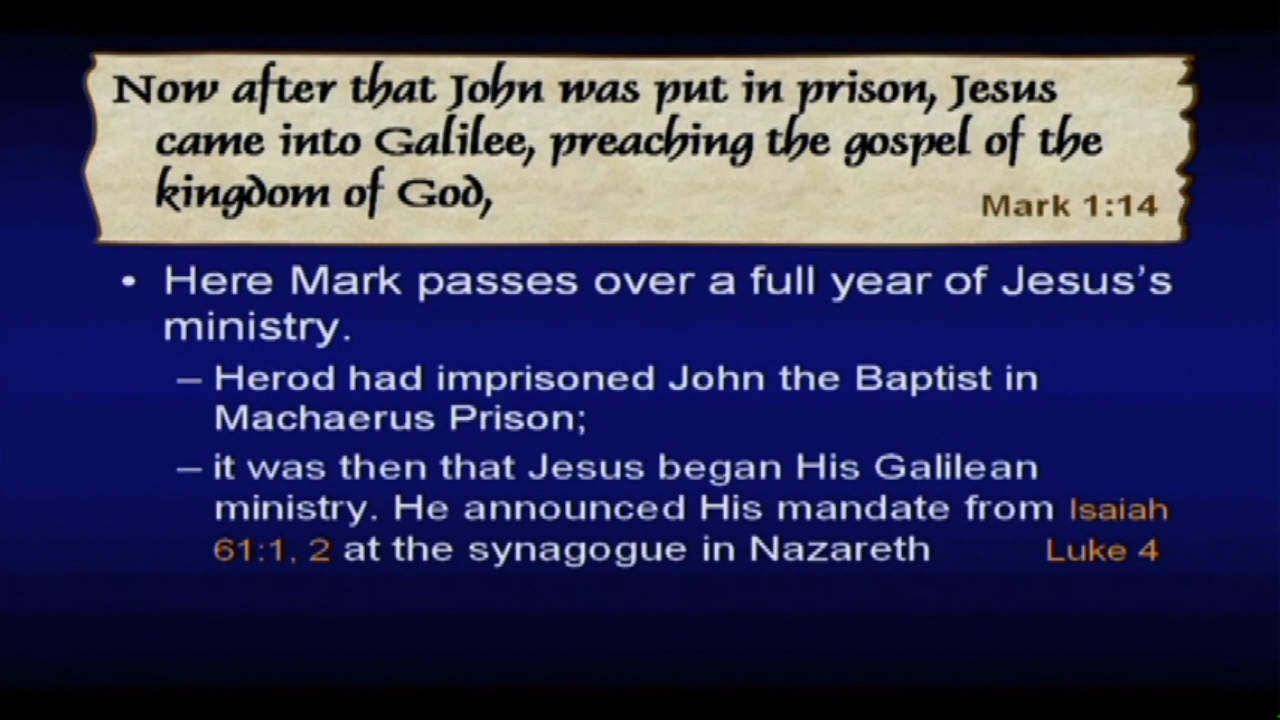 Now after that John was put in prison, Jesus
came into Galilee, preaching the gospel of the
kingdom of God,
Mark 1:14
• Here Mark passes over a full year of Jesus’s
ministry.
– Herod had imprisoned John the Baptist in
Machaerus Prison;
– it was then that Jesus began His Galilean
ministry. He announced His mandate from Isaiah
61:1, 2 at the synagogue in Nazareth Luke 4